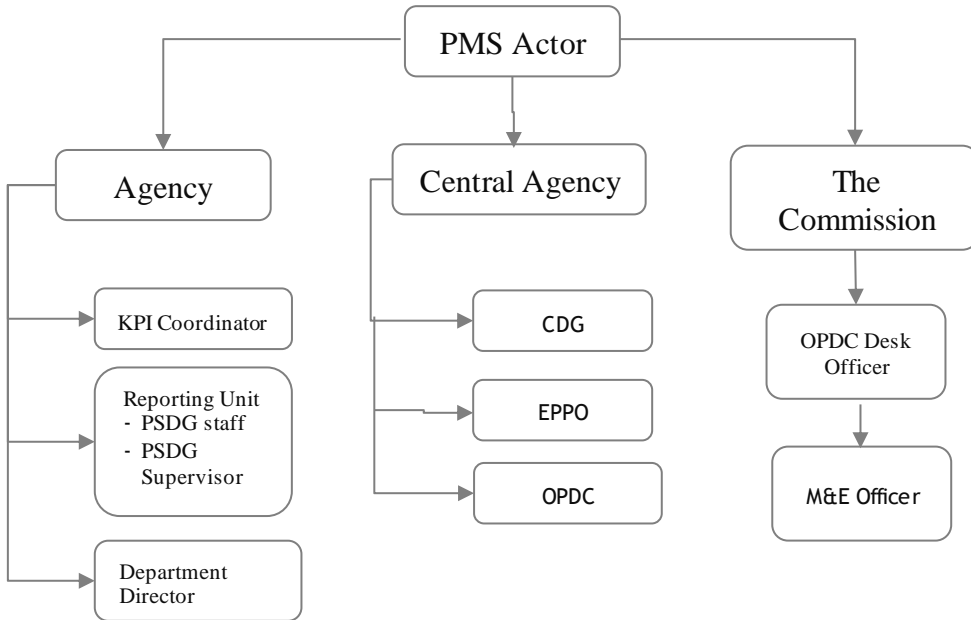 PMS Actor
Agency
Central Agency
The
Commission
KPI Coordinator
Reporting Unit
- PSDG staff
- PSDG
Supervisor
Department
Director
CDG
EPPO
OPDC
OPDC Desk
Officer
M&E Officer